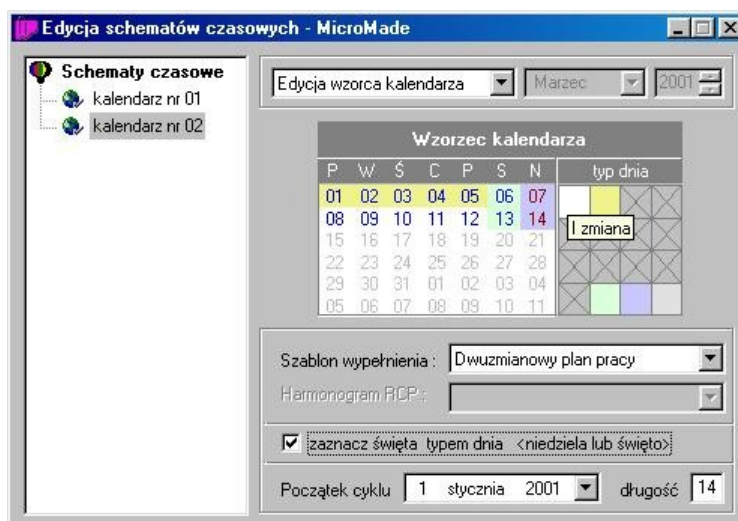 Edycja schematów czasowych - MicroMade
Schematy czasowe
kalendarz nr 01
kalendarz nr 02
Edycja wzorca kalendarza Marzec 2001
Wzorzec kalendarza
P W Ś C P S N typ dnia
01 02 03 04 05 06 07
08 09 10 11 12 13 14 I zmiana
15 16 17 18 19 20 21
22 23 24 25 26 27 28
29 30 31 01 02 03 04
05 06 07 08 09 10 11
Szablon wypełnienia : Dwuzmianowy plan pracy
Harmonogram RCP :
zaznacz święta typem dnia <niedziela lub święto>
Początek cyklu 1 stycznia 2001 długość 14